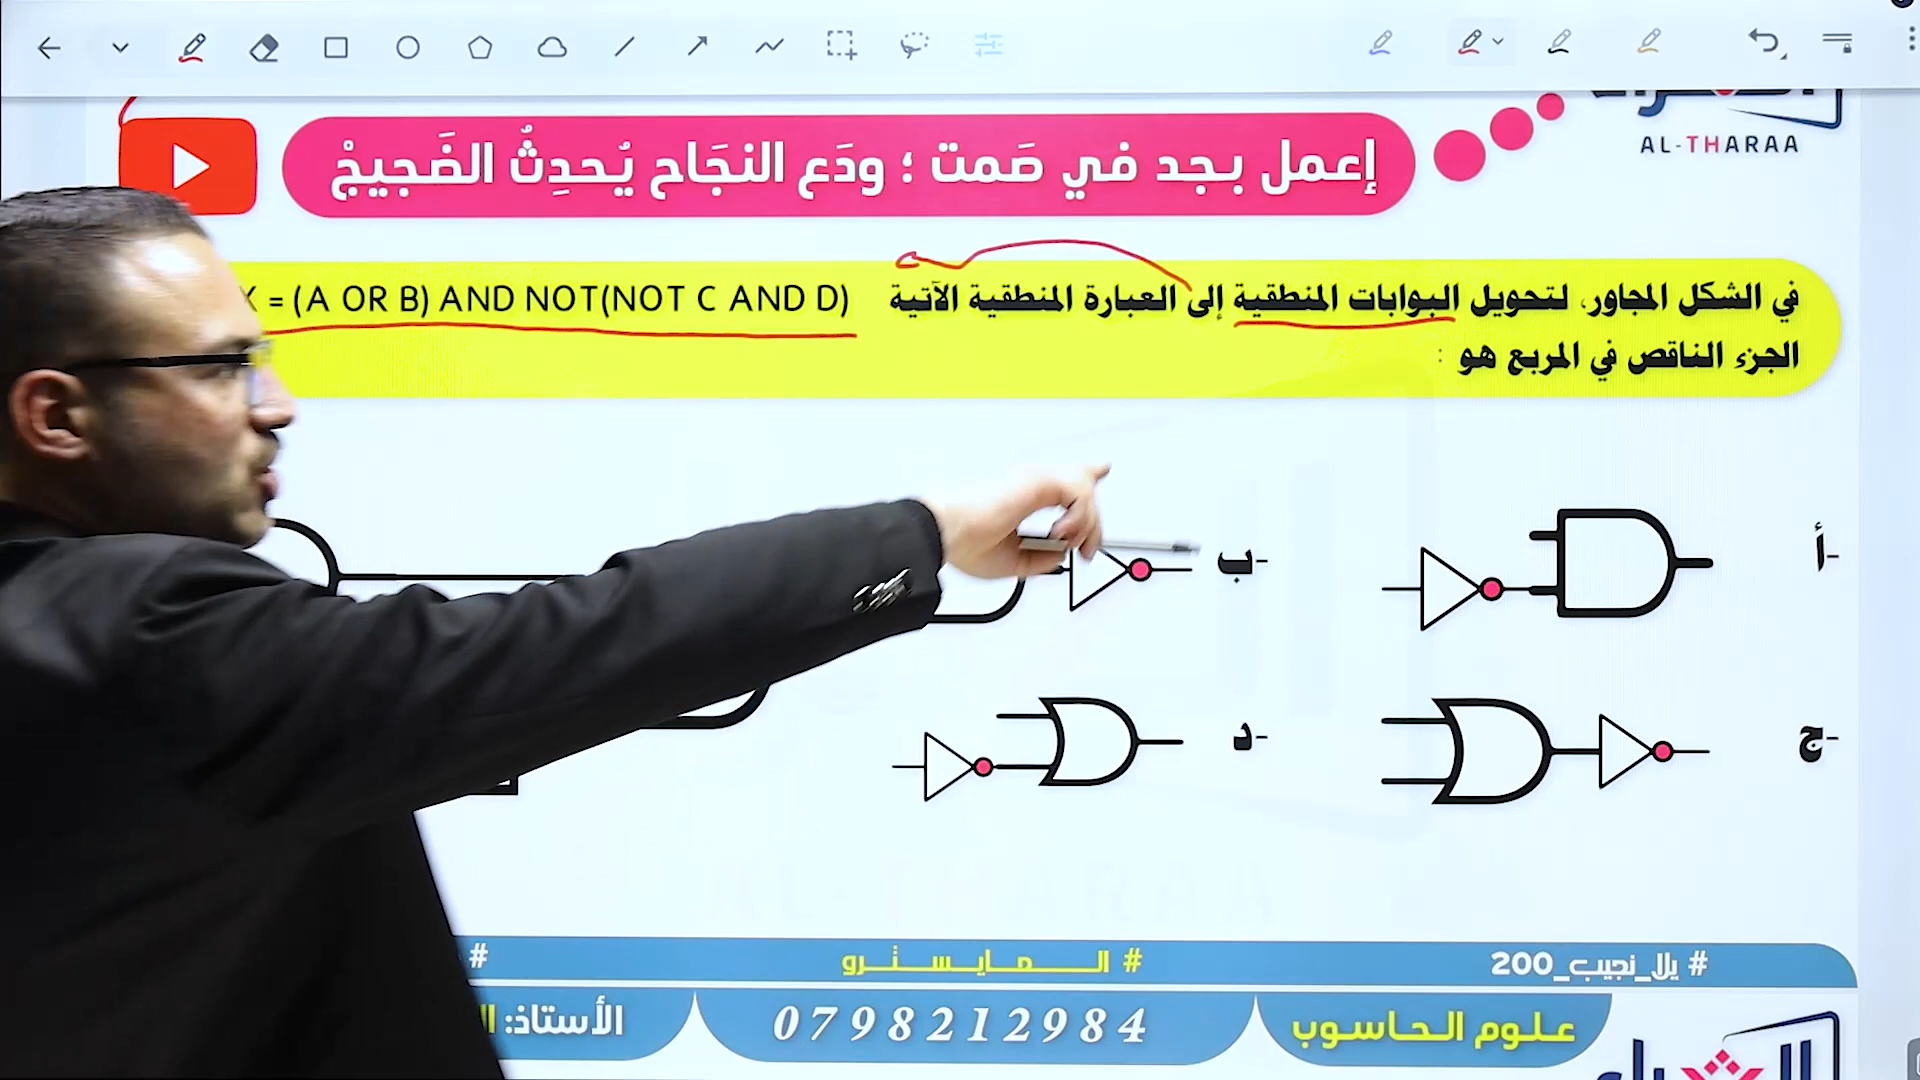 AL-THARAA
إعمل بجد في صَمت ؛ ودَع النجَاح يُحدِثُ الضَجيجْ
في الشكل المجاور، لتحويل البوابات المنطقية إلى العبارة المنطقية الآتية X = (A OR B) AND NOT(NOT C AND D)
الجزء الناقص في المربع هو :
أ-
ب-
ج-
د-
# يلا_نجيب_200
# الــمـايـســتــرو
#
علوم الحاسوب
0798212984
الأستاذ: